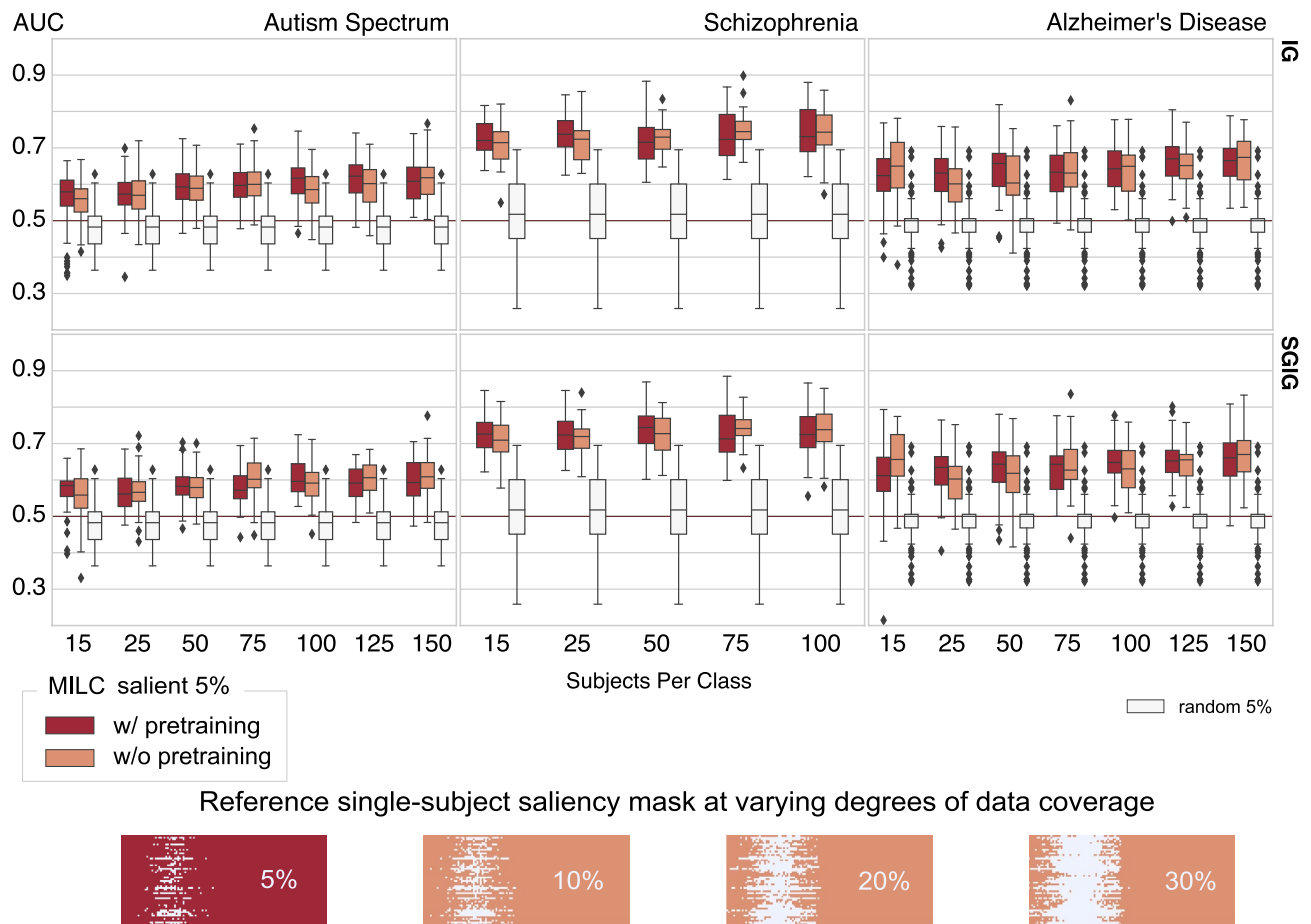 AUC Autism Spectrum Schizophrenia Alzheimer's Disease
IG
0.9
0.7
0.5
0.3
SGIG
0.9
0.7
0.5
0.3
15 25 50 75 100 125 150 15 25 50 75 100 15 25 50 75 100 125 150
Subjects Per Class
MILC salient 5%
w/ pretraining
w/o pretraining
random 5%
Reference single-subject saliency mask at varying degrees of data coverage
5% 10% 20% 30%